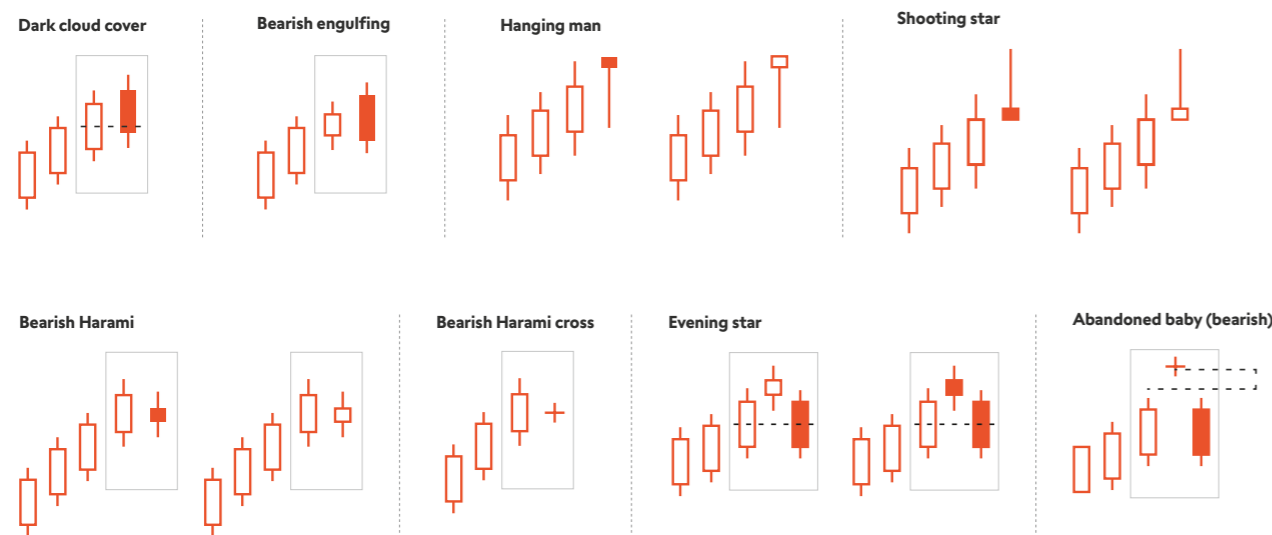 Dark cloud cover
Bearish engulfing
Hanging man
Shooting star
Bearish Harami
Bearish Harami cross
Evening star
Abandoned baby (bearish)